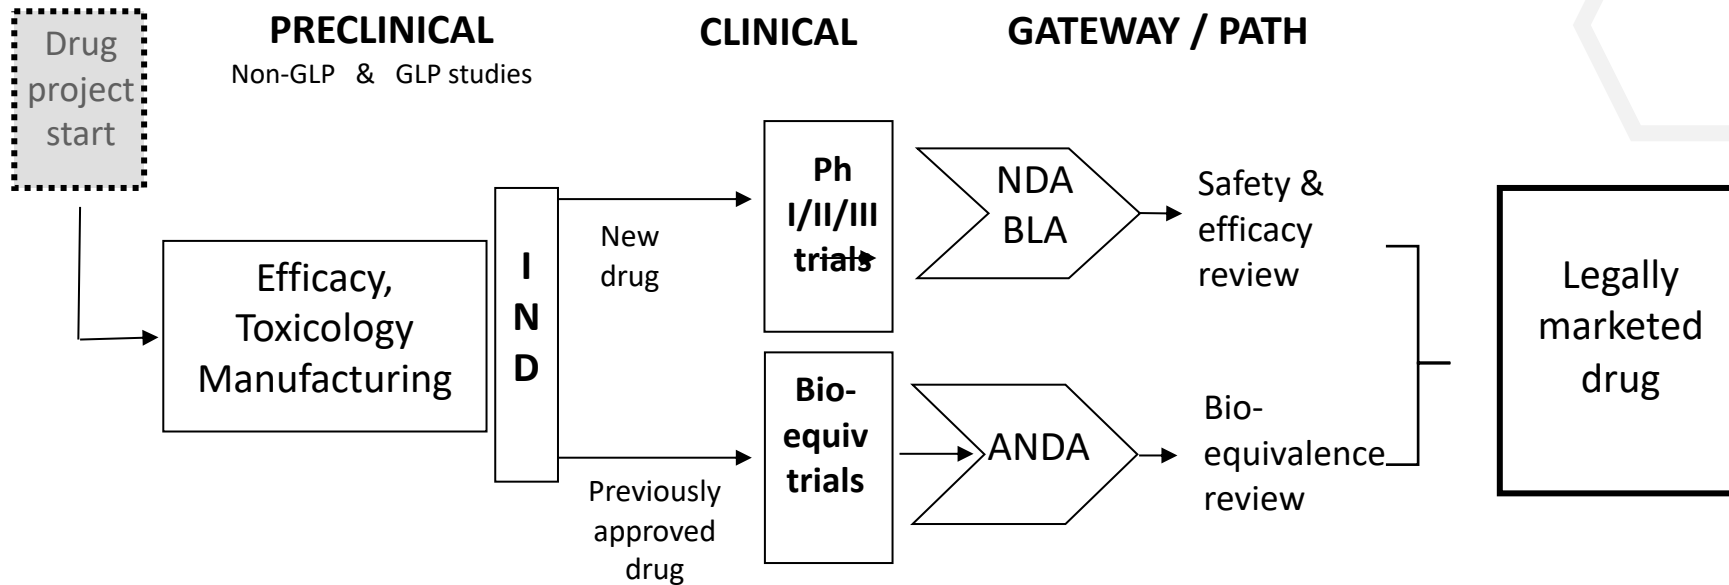 Drug
project
start
PRECLINICAL
Non-GLP & GLP studies
CLINICAL
GATEWAY / PATH
Efficacy,
Toxicology
Manufacturing
I
N
D
New
drug
Previously
approved
drug
Ph
I/II/III
trials
Bio-
equiv
trials
NDA
BLA
ANDA
Safety &
efficacy
review
Bio-
equivalence
review
Legally
marketed
drug